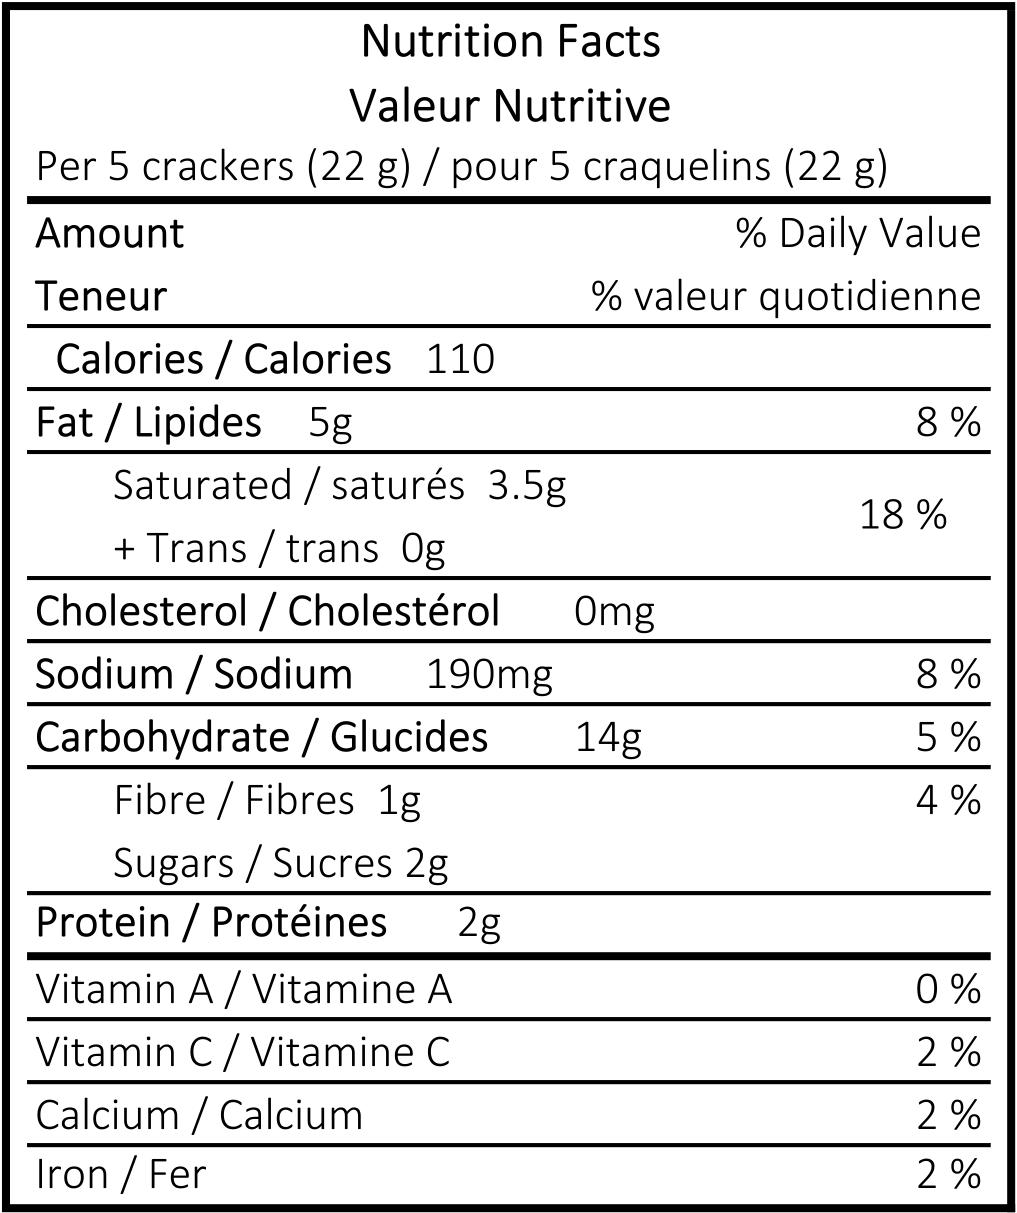 Nutrition Facts
Valeur Nutritive
Per 5 crackers (22 g) / pour 5 craquelins (22 g)
Amount % Daily Value
Teneur % valeur quotidienne
Calories / Calories 110
Fat / Lipides 5g 8 %
Saturated / saturés 3.5g
18 %
+ Trans / trans 0g
Cholesterol / Cholestérol 0mg
Sodium / Sodium 190mg 8 %
Carbohydrate / Glucides 14g 5 %
Fibre / Fibres 1g 4 %
Sugars / Sucres 2g
Protein / Protéines 2g
Vitamin A / Vitamine A 0 %
Vitamin C / Vitamine C 2 %
Calcium / Calcium 2 %
Iron / Fer 2 %